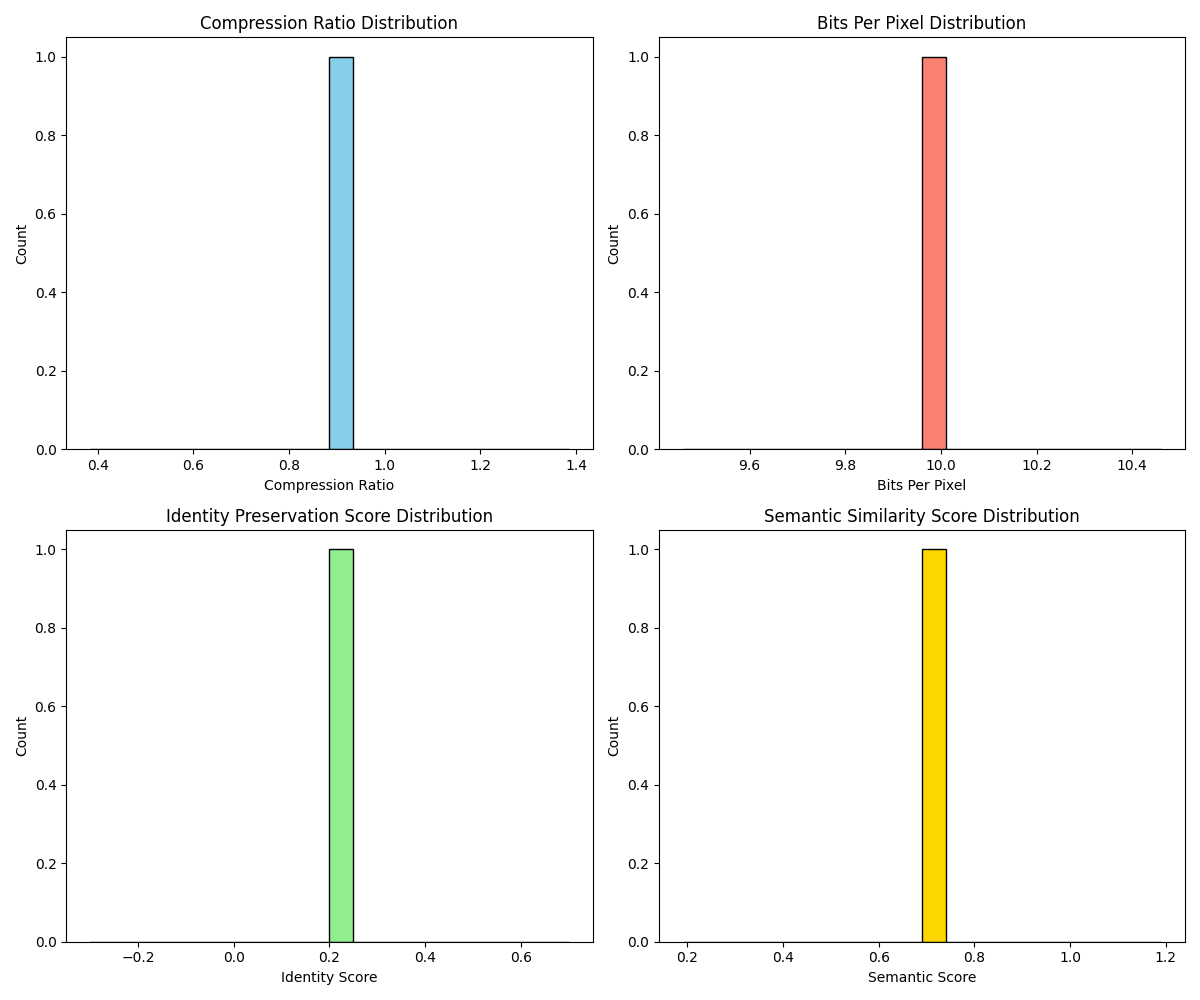 Compression Ratio Distribution
1.0
0.8
0.6
0.4
0.2
0.0
Count
0.4 0.6 0.8 1.0 1.2 1.4
Compression Ratio
Bits Per Pixel Distribution
1.0
0.8
0.6
0.4
0.2
0.0
Count
9.6 9.8 10.0 10.2 10.4
Bits Per Pixel
Identity Preservation Score Distribution
1.0
0.8
0.6
0.4
0.2
0.0
Count
−0.2 0.0 0.2 0.4 0.6
Identity Score
Semantic Similarity Score Distribution
1.0
0.8
0.6
0.4
0.2
0.0
Count
0.2 0.4 0.6 0.8 1.0 1.2
Semantic Score